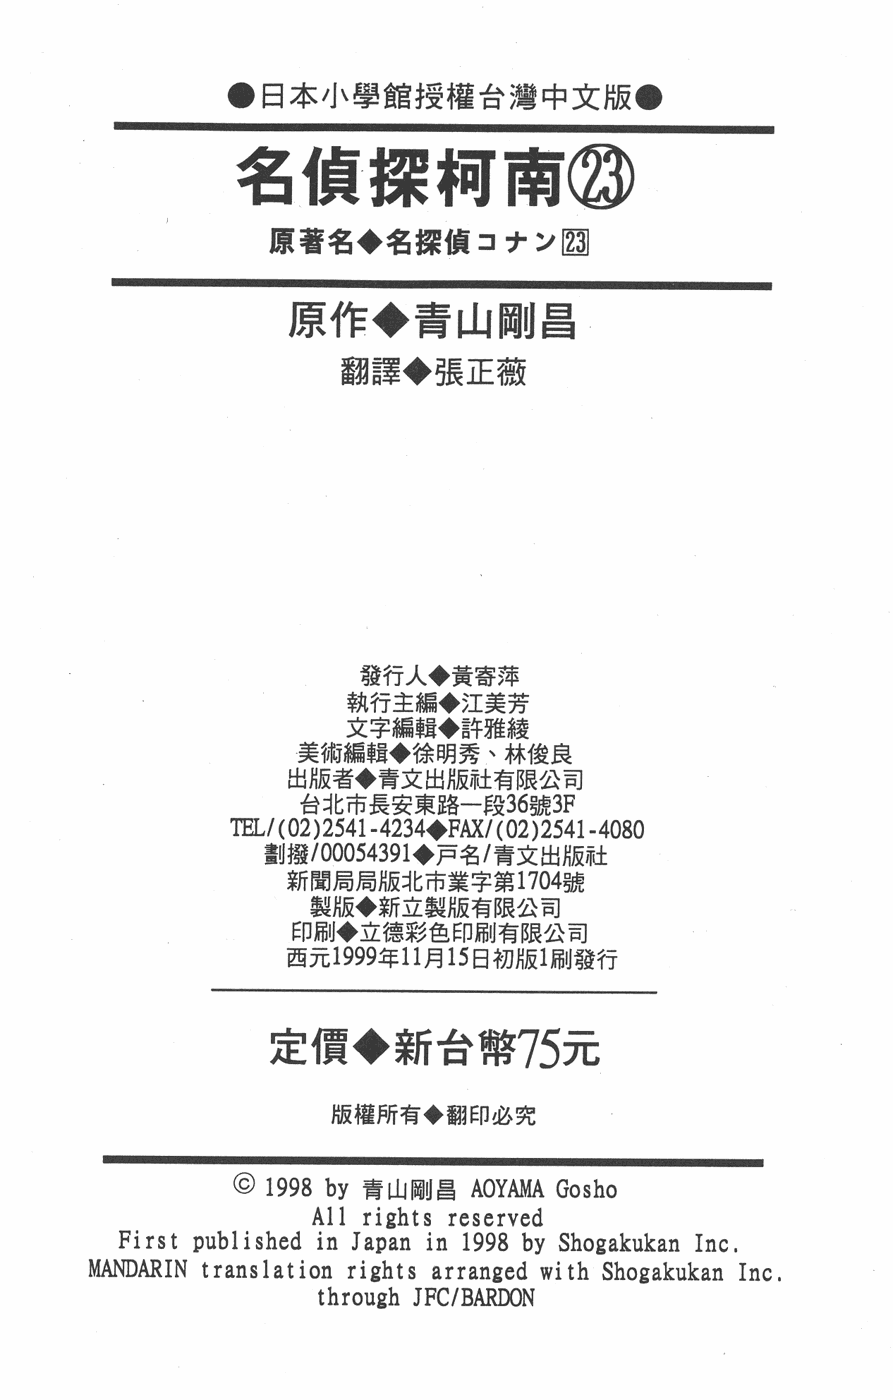 ●日本小學館授權台灣中文版●
名偵探柯南㉓
原著名◆名探偵コナン23
原作◆青山剛昌
翻譯◆張正薇
發行人◆黃寄萍
執行主編◆江美芳
文字編輯◆許雅綾
美術編輯◆徐明秀、林俊良
出版者◆青文出版社有限公司
台北市長安東路一段36號3F
TEL/(02)2541-4234◆FAX/(02)2541-4080
劃撥/00054391◆戶名/青文出版社
新聞局局版北市業字第1704號
製版◆新立製版有限公司
印刷◆立德彩色印刷有限公司
西元1999年11月15日初版1刷發行
定價◆新台幣75元
版權所有◆翻印必究
© 1998 by 青山剛昌 AOYAMA Gosho
All rights reserved
First published in Japan in 1998 by Shogakukan Inc.
MANDARIN translation rights arranged with Shogakukan Inc.
through JFC/BARDON